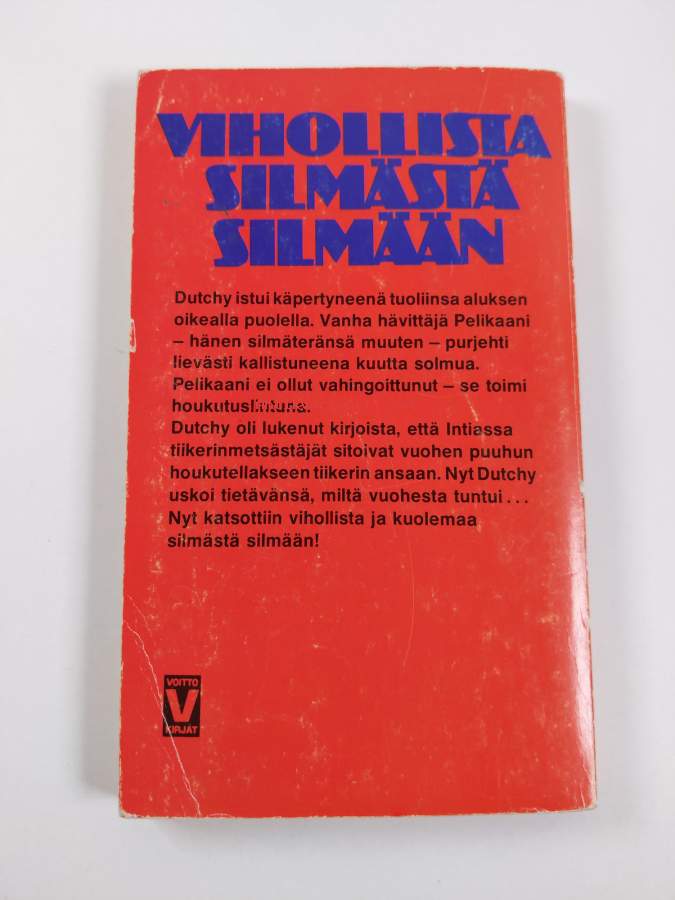 VIHOLLISTA
SILMÄSTÄ
SILMÄÄN
Dutchy istui käpertyneenä tuoliinsa aluksen
oikealla puolella. Vanha hävittäjä Pelikaani
– hänen silmäteränsä muuten – purjehti
lievästi kallistuneena kuutta solmua.
Pelikaani ei ollut vahingoittunut – se toimi
houkutuslintuna.
Dutchy oli lukenut kirjoista, että Intiassa
tiikerinmetsästäjät sitoivat vuohen puuhun
houkutellakseen tiikerin ansaan. Nyt Dutchy
uskoi tietävänsä, miltä vuohesta tuntui...
Nyt katsottiin vihollista ja kuolemaa
silmästä silmään!
VOITTO
V
KIRJAT